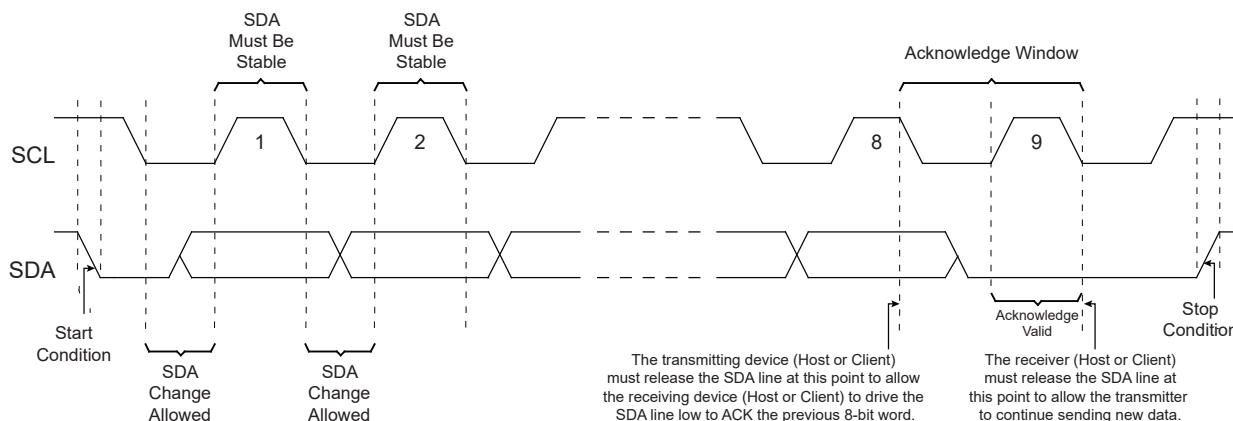 SDA
Must Be
Stable
SDA
Must Be
Stable
Acknowledge Window
SCL
1
2
8
9
SDA
Start
Condition
SDA
Change
Allowed
SDA
Change
Allowed
Acknowledge
Valid
Stop
Condition
The transmitting device (Host or Client)
must release the SDA line at this point to allow
the receiving device (Host or Client) to drive the
SDA line low to ACK the previous 8-bit word.
The receiver (Host or Client)
must release the SDA line at
this point to allow the transmitter
to continue sending new data.